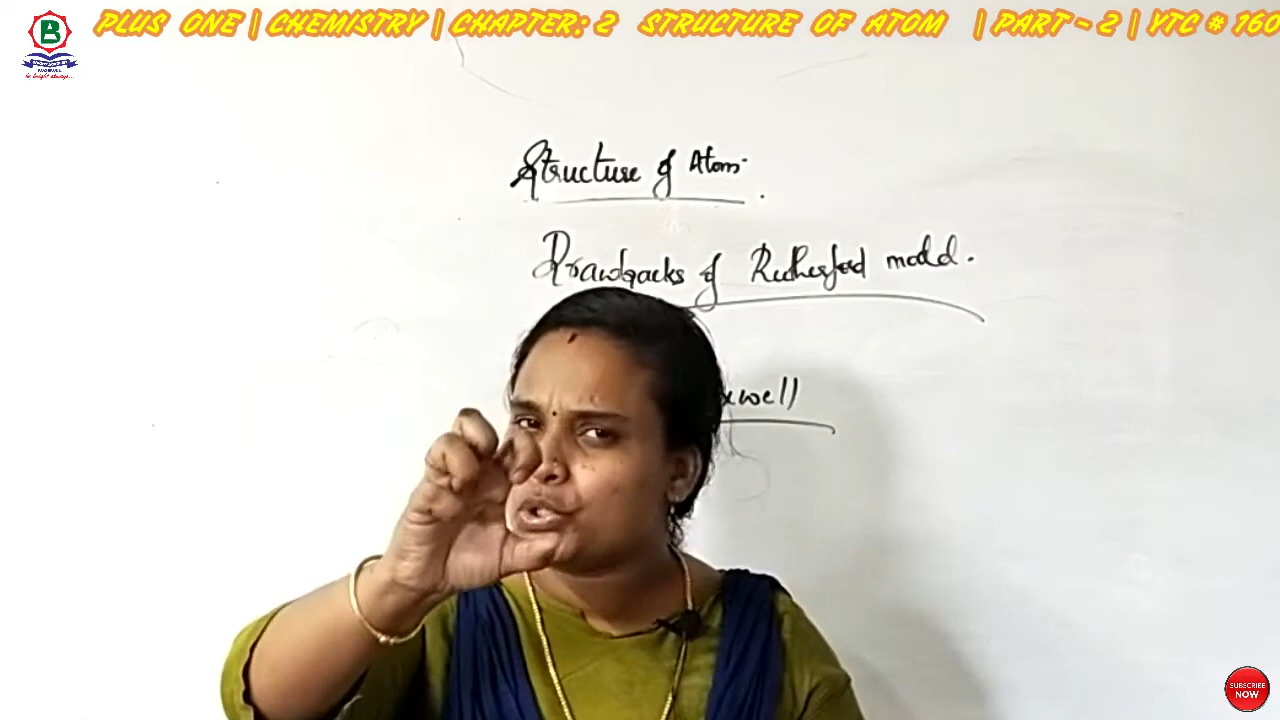 PLUS ONE | CHEMISTRY | CHAPTER: 2 STRUCTURE OF ATOM | PART - 2 | YTC # 160
B
Structure of Atom.
Drawbacks of Rutherford model.
xwell
SUBSCRIBE
NOW